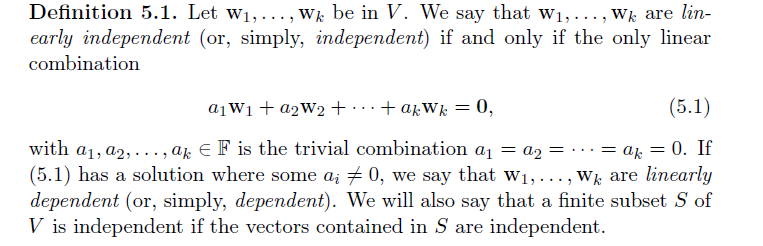 Definition 5.1. Let w₁, . . . , wₖ be in V. We say that w₁, . . . , wₖ are lin-
early independent (or, simply, independent) if and only if the only linear
combination
a₁w₁ + a₂w₂ + · · · + aₖwₖ = 0, (5.1)
with a₁, a₂, . . . , aₖ ∈ 𝔽 is the trivial combination a₁ = a₂ = · · · = aₖ = 0. If
(5.1) has a solution where some aᵢ ≠ 0, we say that w₁, . . . , wₖ are linearly
dependent (or, simply, dependent). We will also say that a finite subset S of
V is independent if the vectors contained in S are independent.